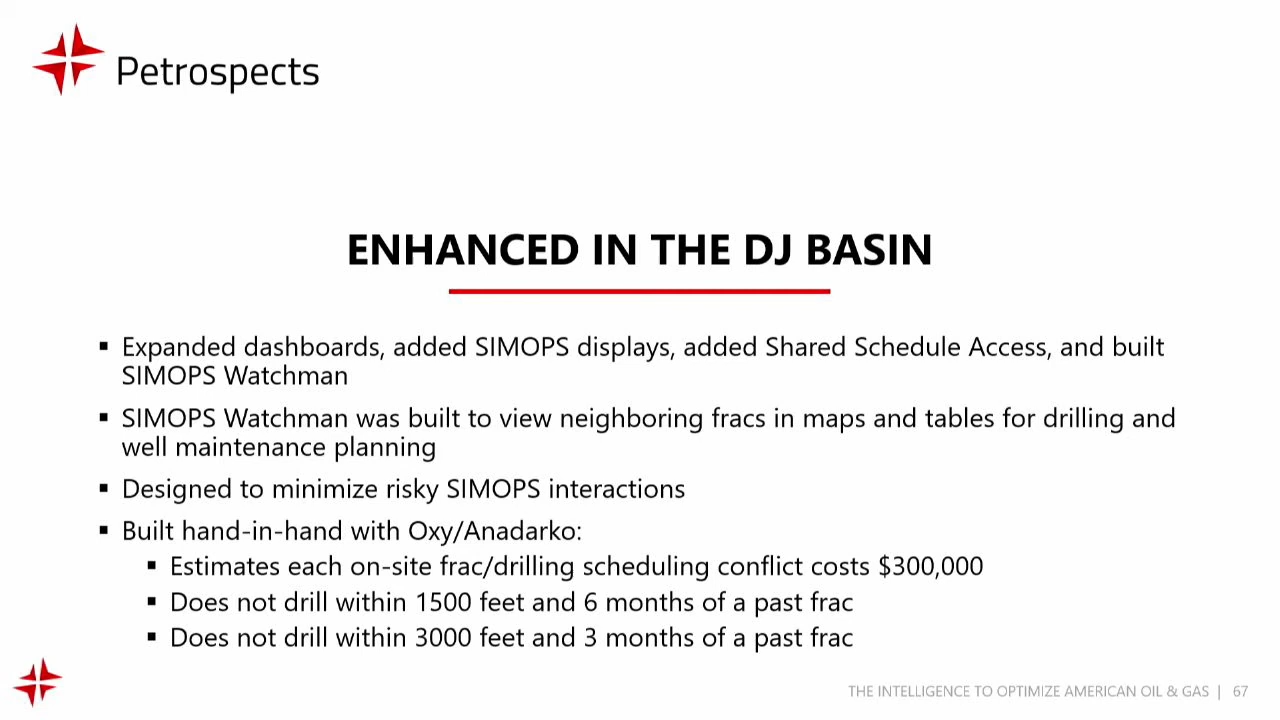 Petrospects
ENHANCED IN THE DJ BASIN
▪ Expanded dashboards, added SIMOPS displays, added Shared Schedule Access, and built
SIMOPS Watchman
▪ SIMOPS Watchman was built to view neighboring fracs in maps and tables for drilling and
well maintenance planning
▪ Designed to minimize risky SIMOPS interactions
▪ Built hand-in-hand with Oxy/Anadarko:
▪ Estimates each on-site frac/drilling scheduling conflict costs $300,000
▪ Does not drill within 1500 feet and 6 months of a past frac
▪ Does not drill within 3000 feet and 3 months of a past frac
THE INTELLIGENCE TO OPTIMIZE AMERICAN OIL & GAS | 67